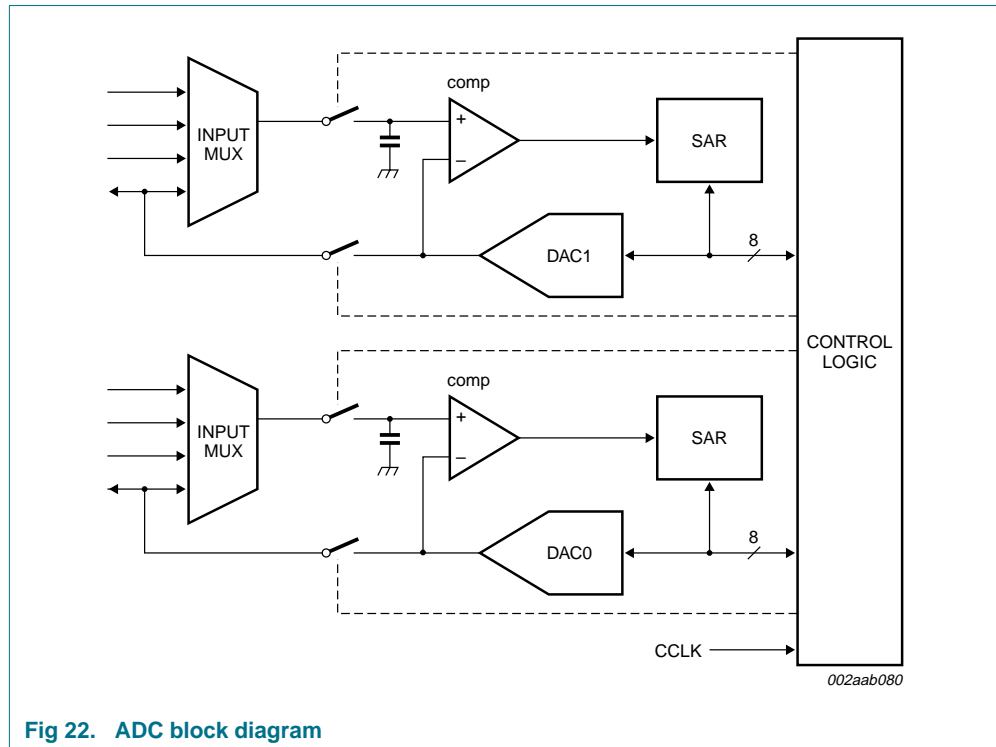 comp
+
−
INPUT
MUX
SAR
DAC1
8
CONTROL
LOGIC
comp
+
−
INPUT
MUX
SAR
DAC0
8
CCLK
002aab080
Fig 22. ADC block diagram